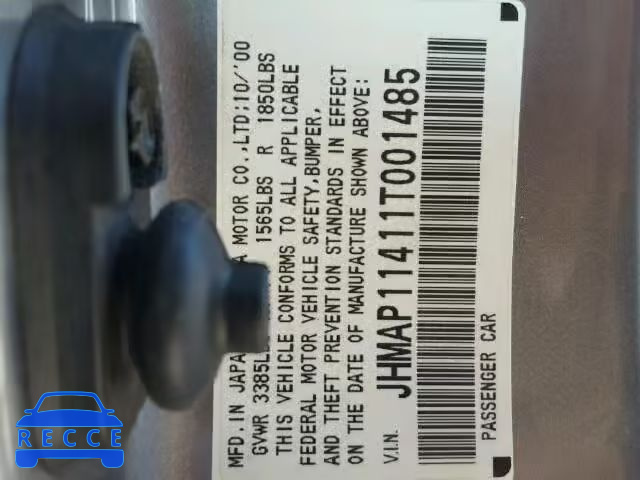 MFD. IN JAPAN A MOTOR CO., LTD; 10/'00
GVWR 3385LBS 1565LBS R 1850LBS
THIS VEHICLE CONFORMS TO ALL APPLICABLE
FEDERAL MOTOR VEHICLE SAFETY, BUMPER,
AND THEFT PREVENTION STANDARDS IN EFFECT
ON THE DATE OF MANUFACTURE SHOWN ABOVE:
V.I.N. JHMAP11411T001485
PASSENGER CAR
RECCE